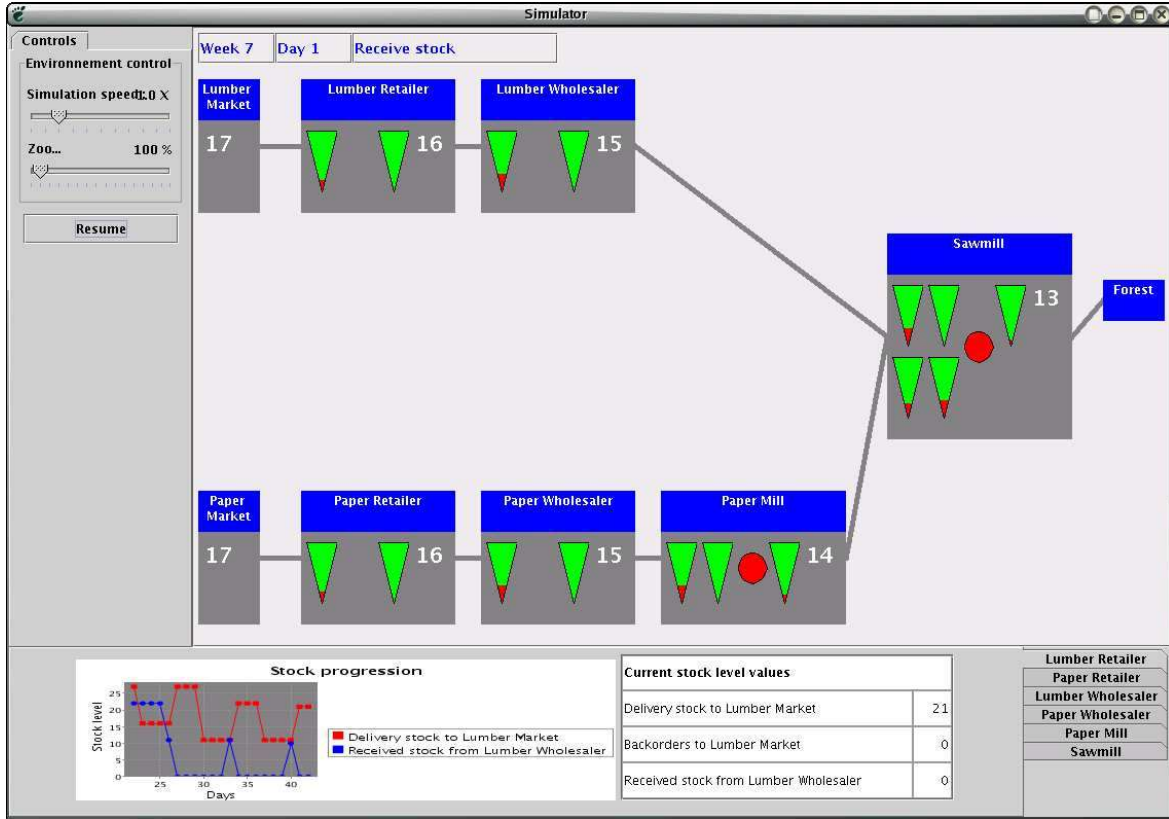 Simulator
Controls
Environnement control
Simulation speed: 1.0 X
Zoo... 100 %
Resume
Week 7 Day 1 Receive stock
Lumber Market
17
Lumber Retailer
16
Lumber Wholesaler
15
Sawmill
13
Forest
Paper Market
17
Paper Retailer
16
Paper Wholesaler
15
Paper Mill
14
Stock progression
Stock level
25
20
15
10
5
0
25 30 35 40
Days
Delivery stock to Lumber Market
Received stock from Lumber Wholesaler
Current stock level values
Delivery stock to Lumber Market 21
Backorders to Lumber Market 0
Received stock from Lumber Wholesaler 0
Lumber Retailer
Paper Retailer
Lumber Wholesaler
Paper Wholesaler
Paper Mill
Sawmill